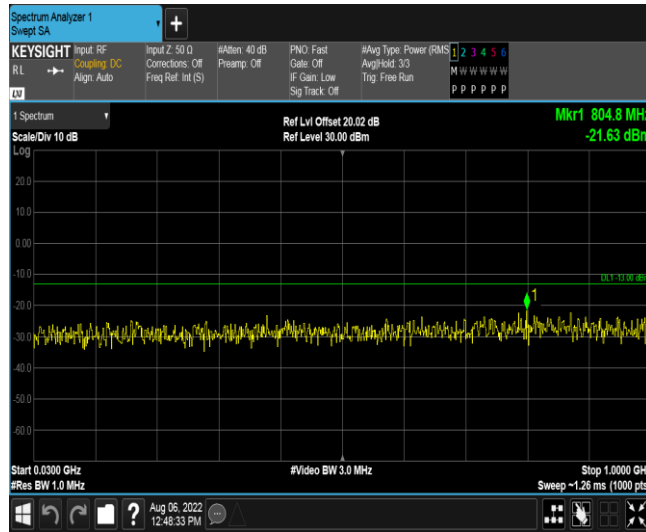 Spectrum Analyzer 1
Swept SA
+
KEYSIGHT Input: RF Input Z: 50 Ω #Atten: 40 dB PNO: Fast #Avg Type: Power (RMS 1 2 3 4 5 6
RL Coupling: DC Corrections: Off Preamp: Off Gate: Off Avg|Hold: 3/3 M W W W W W
Align: Auto Freq Ref: Int (S) IF Gain: Low Trig: Free Run
LXI Sig Track: Off P P P P P P
1 Spectrum Ref Lvl Offset 20.02 dB Mkr1 804.8 MHz
Scale/Div 10 dB Ref Level 30.00 dBm -21.63 dBm
Log
20.0
10.0
0.00
-10.0
DL1 -13.00 dBm
1
-20.0
-30.0
-40.0
-50.0
-60.0
Start 0.0300 GHz #Video BW 3.0 MHz Stop 1.0000 GH
#Res BW 1.0 MHz Sweep ~1.26 ms (1000 pts
? Aug 06, 2022
12:48:33 PM